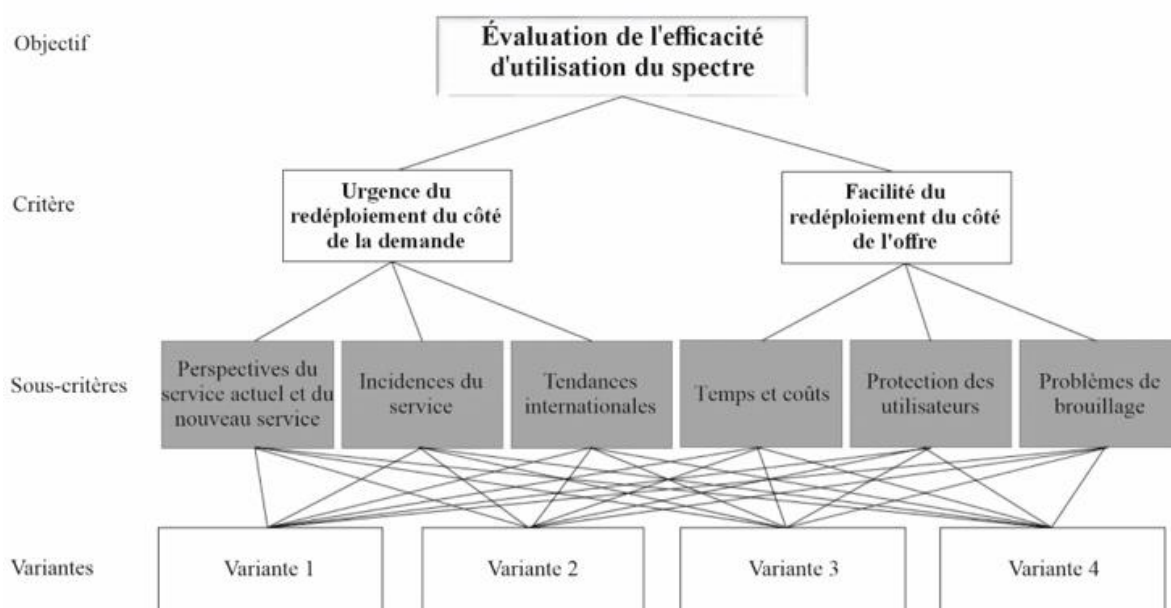 Objectif
Évaluation de l'efficacité
d'utilisation du spectre
Critère
Urgence du
redéploiement du côté
de la demande
Facilité du
redéploiement du côté
de l'offre
Sous-critères
Perspectives du
service actuel et du
nouveau service
Incidences du
service
Tendances
internationales
Temps et coûts
Protection des
utilisateurs
Problèmes de
brouillage
Variantes
Variante 1
Variante 2
Variante 3
Variante 4